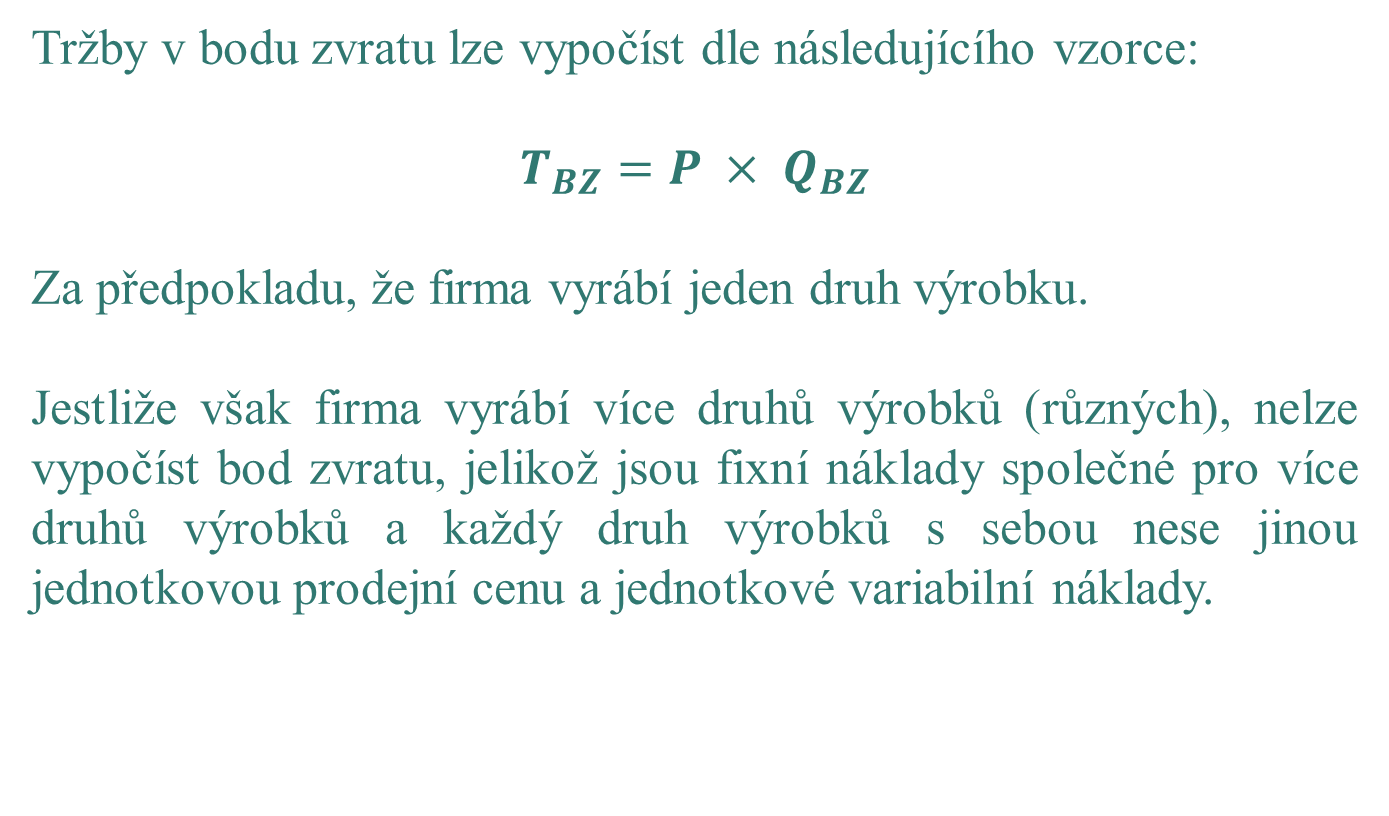 Tržby v bodu zvratu lze vypočíst dle následujícího vzorce:
T_BZ = P × Q_BZ
Za předpokladu, že firma vyrábí jeden druh výrobku.
Jestliže však firma vyrábí více druhů výrobků (různých), nelze
vypočíst bod zvratu, jelikož jsou fixní náklady společné pro více
druhů výrobků a každý druh výrobků s sebou nese jinou
jednotkovou prodejní cenu a jednotkové variabilní náklady.